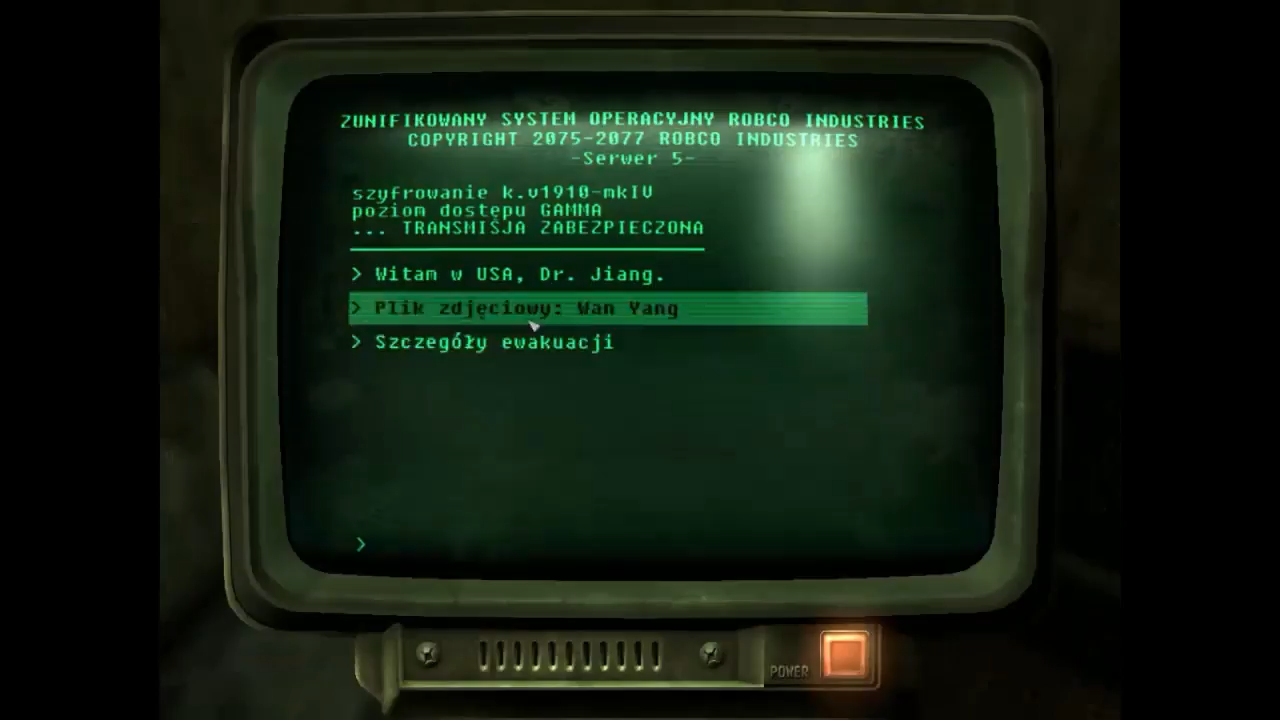 ZUNIFIKOWANY SYSTEM OPERACYJNY ROBCO INDUSTRIES
COPYRIGHT 2075-2077 ROBCO INDUSTRIES
-Serwer 5-
szyfrowanie k.v1910-mkIV
poziom dostępu GAMMA
... TRANSMISJA ZABEZPIECZONA
> Witam w USA, Dr. Jiang.
> Plik zdjęciowy: Wan Yang
> Szczegóły ewakuacji
>
POWER